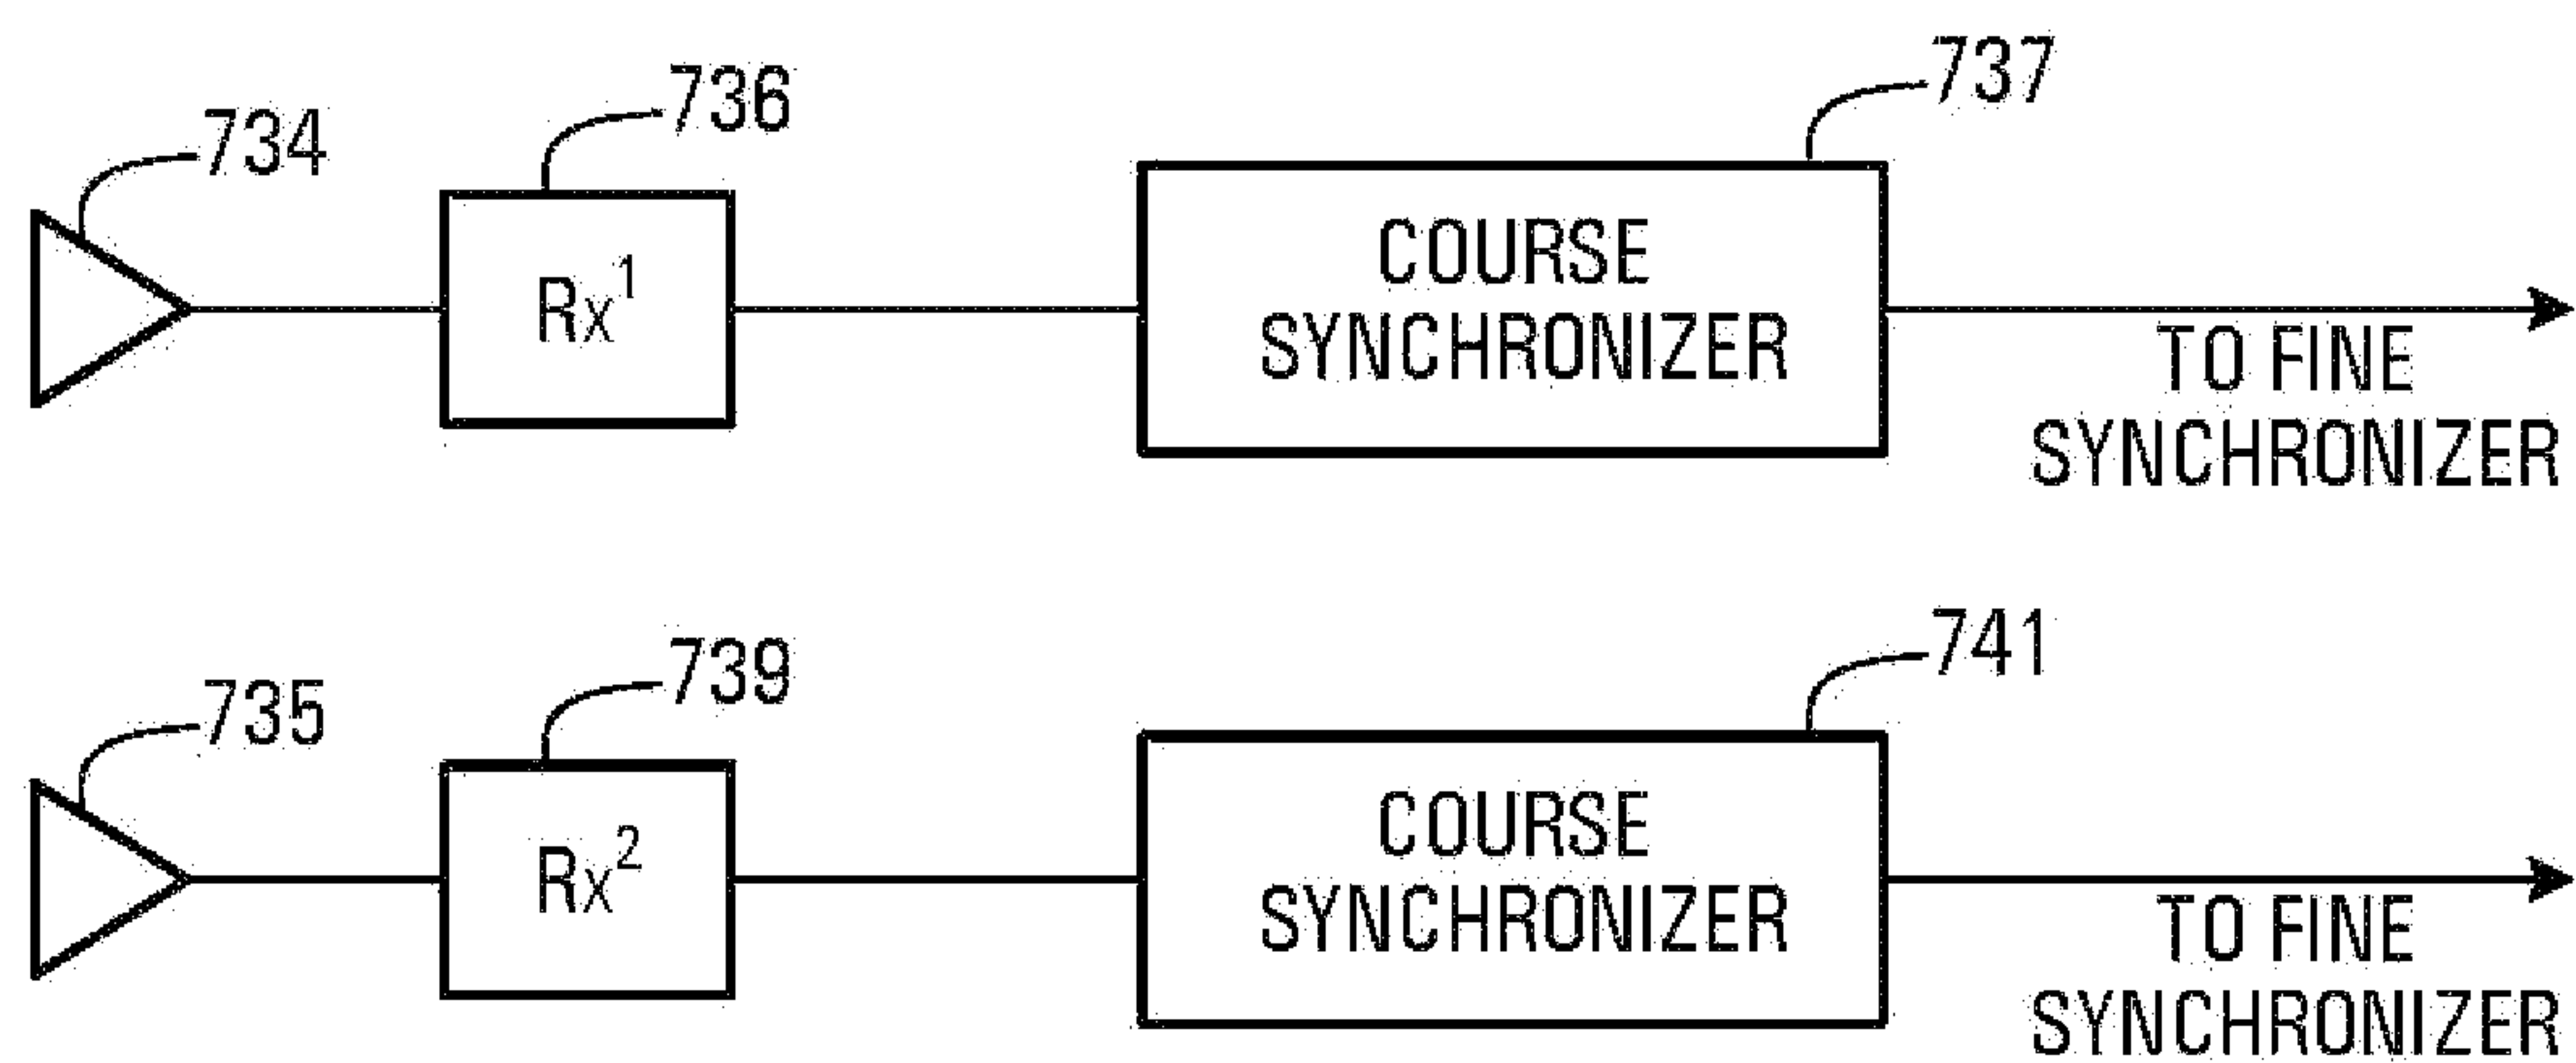 734
736
737
Rx¹
COURSE
SYNCHRONIZER
TO FINE
SYNCHRONIZER
735
739
741
Rx²
COURSE
SYNCHRONIZER
TO FINE
SYNCHRONIZER